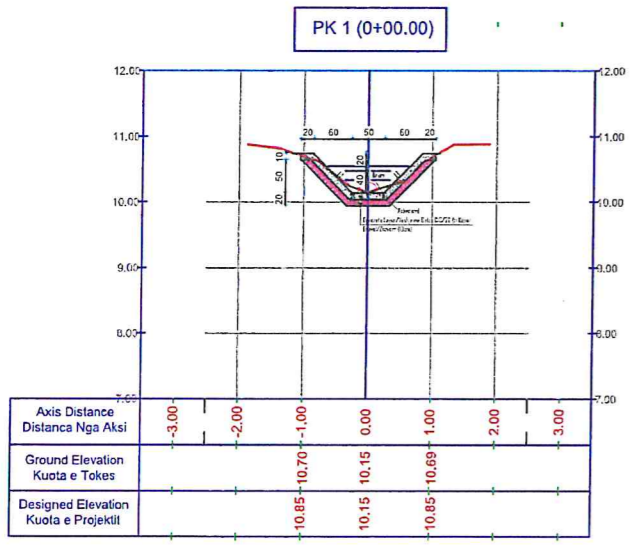 PK 1 (0+00.00)
12.00 12.00
20 60 50 60 20
11.00 11.00
10 20
50 40
20
10.00 10.00
9.00 9.00
8.00 8.00
7.00 7.00
Axis Distance
Distanca Nga Aksi
-3.00 -2.00 -1.00 0.00 1.00 2.00 3.00
Ground Elevation
Kuota e Tokes
10.70 10.15 10.69
Designed Elevation
Kuota e Projektit
10.85 10.15 10.85